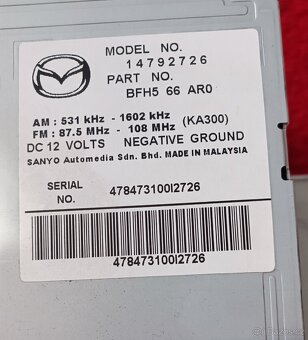 MODEL NO.
14792726
PART NO.
BFH5 66 AR0
AM : 531 kHz - 1602 kHz
FM : 87.5 MHz - 108 MHz (KA300)
DC 12 VOLTS NEGATIVE GROUND
SANYO Automedia Sdn. Bhd. MADE IN MALAYSIA
SERIAL NO. 478473100I2726
478473100I2726